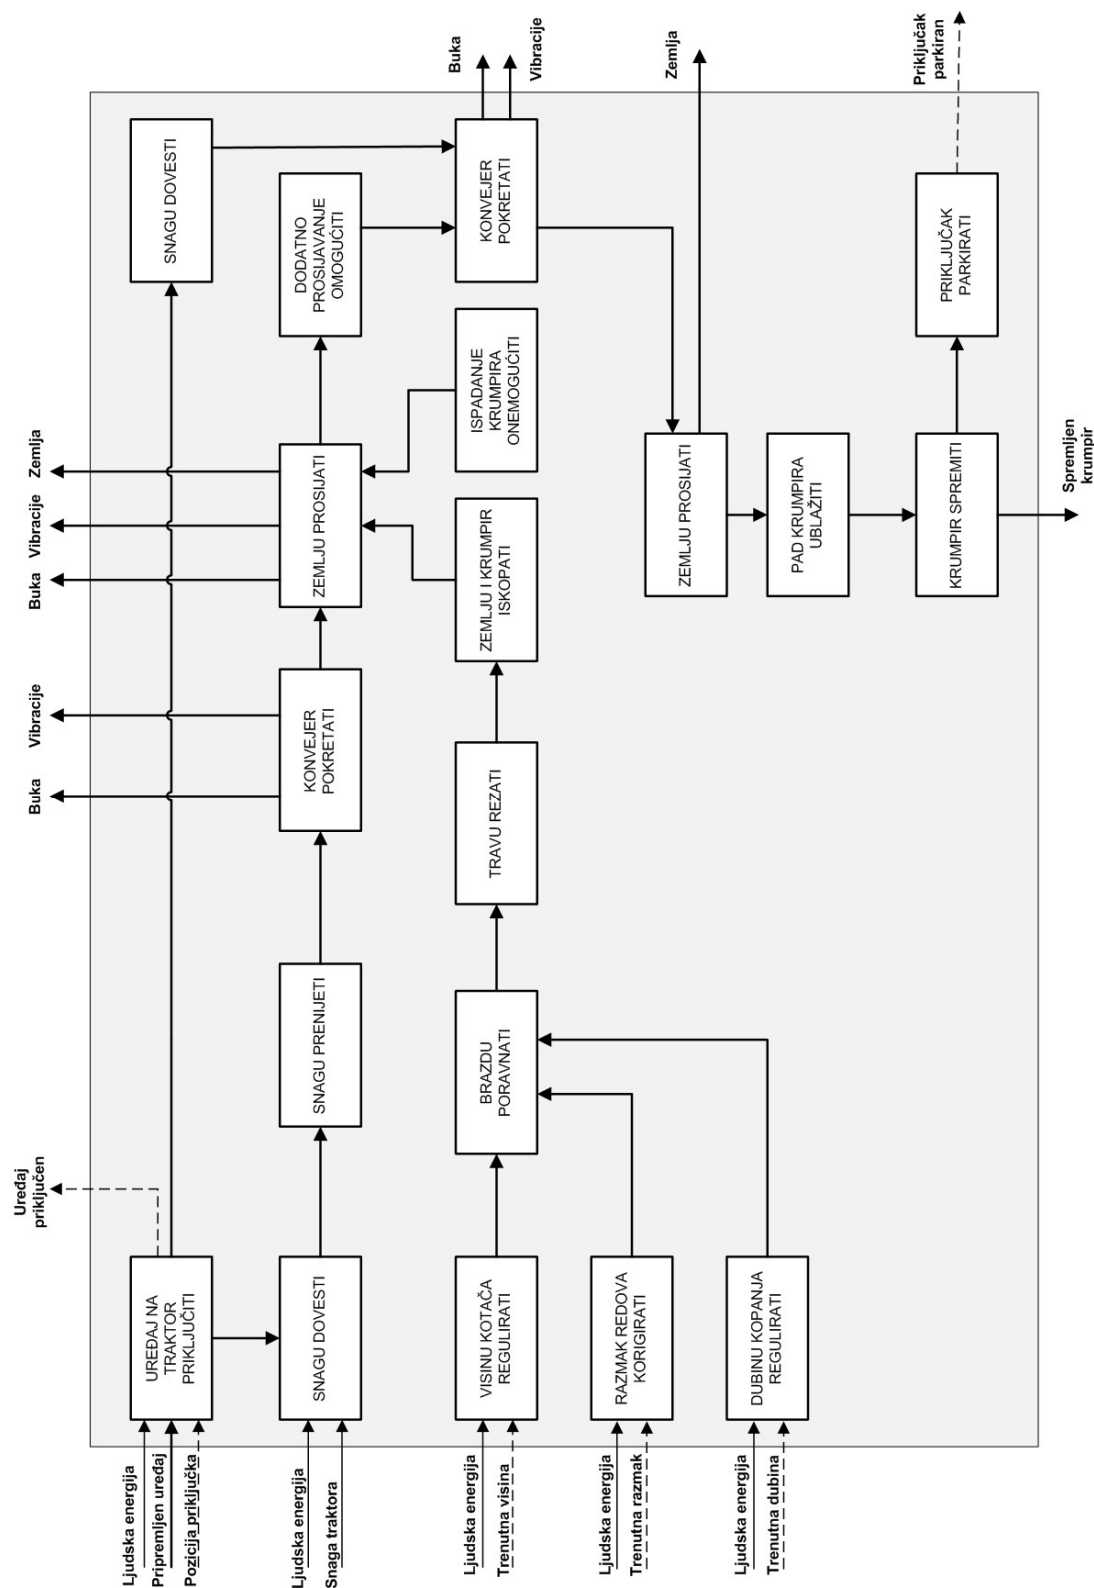 Uređaj
priključen
Buka
Vibracije
Buka
Vibracije
Zemlja
Buka
Vibracije
Zemlja
Priključak
parkiran
Ljudska energija
Pripremljen uređaj
Pozicija priključka
UREĐAJ NA
TRAKTOR
PRIKLJUČITI
SNAGU DOVESTI
Ljudska energija
Snaga traktora
SNAGU DOVESTI
SNAGU PRENIJETI
KONVEJER
POKRETATI
ZEMLJU PROSIJATI
DODATNO
PROSIJAVANJE
OMOGUĆITI
Ljudska energija
Trenutna visina
VISINU KOTAČA
REGULIRATI
BRAZDU
PORAVNATI
TRAVU REZATI
ZEMLJU I KRUMPIR
ISKOPATI
ISPADANJE
KRUMPIRA
ONEMOGUĆITI
KONVEJER
POKRETATI
Ljudska energija
Trenutni razmak
RAZMAK REDOVA
KORIGIRATI
ZEMLJU PROSIJATI
Ljudska energija
Trenutna dubina
DUBINU KOPANJA
REGULIRATI
PAD KRUMPIRA
UBLAŽITI
KRUMPIR SPREMITI
PRIKLJUČAK
PARKIRATI
Spremljen
krumpir